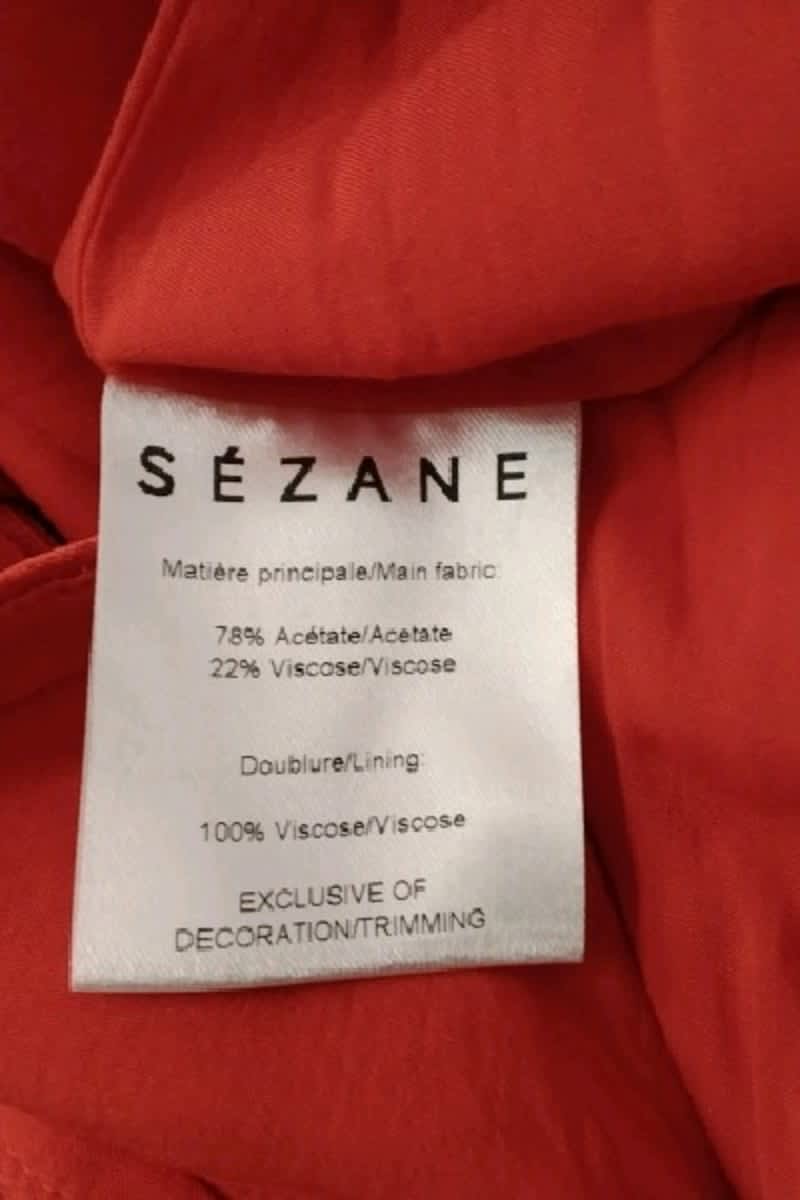 SÉZANE
Matière principale/Main fabric:
78% Acétate/Acétate
22% Viscose/Viscose
Doublure/Lining:
100% Viscose/Viscose
EXCLUSIVE OF
DECORATION/TRIMMING